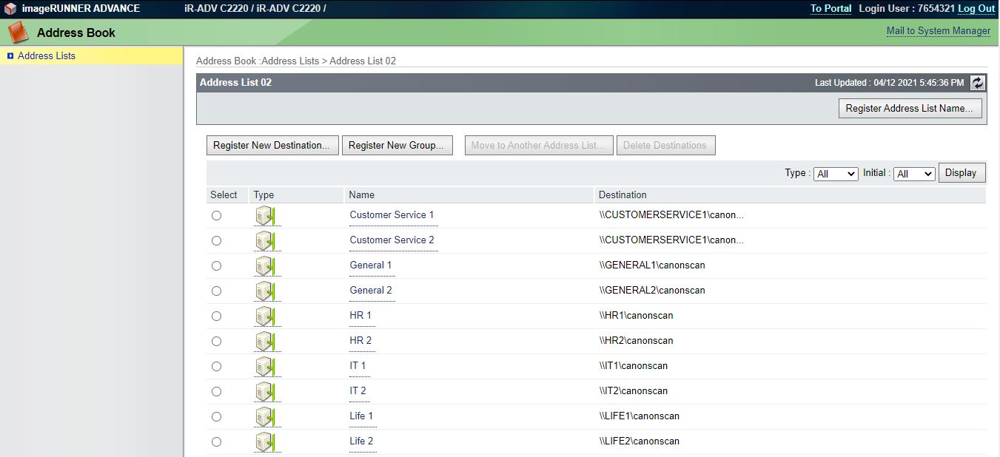 imageRUNNER ADVANCE iR-ADV C2220 / iR-ADV C2220 / To Portal Login User : 7654321 Log Out
Address Book Mail to System Manager
Address Lists
Address Book :Address Lists > Address List 02
Address List 02 Last Updated : 04/12 2021 5:45:36 PM
Register Address List Name...
Register New Destination... Register New Group... Move to Another Address List... Delete Destinations
Type : All Initial : All Display
Select Type Name Destination
Customer Service 1 \\CUSTOMERSERVICE1\canon...
Customer Service 2 \\CUSTOMERSERVICE1\canon...
General 1 \\GENERAL1\canonscan
General 2 \\GENERAL2\canonscan
HR 1 \\HR1\canonscan
HR 2 \\HR2\canonscan
IT 1 \\IT1\canonscan
IT 2 \\IT2\canonscan
Life 1 \\LIFE1\canonscan
Life 2 \\LIFE2\canonscan